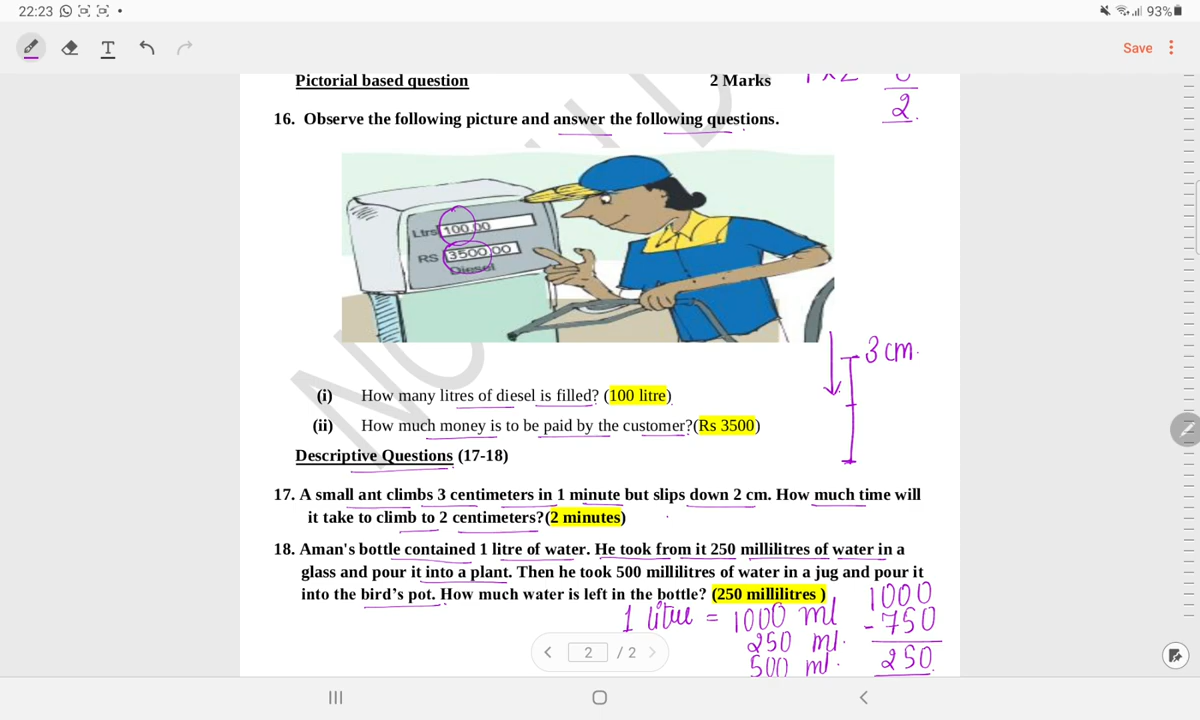 22:23
93%
T
Save
Pictorial based question 2 Marks
2
16. Observe the following picture and answer the following questions.
Ltrs 100.00
RS 3500.00
Diesel
3 cm.
(i) How many litres of diesel is filled? (100 litre)
(ii) How much money is to be paid by the customer?(Rs 3500)
Descriptive Questions (17-18)
17. A small ant climbs 3 centimeters in 1 minute but slips down 2 cm. How much time will
it take to climb to 2 centimeters?(2 minutes)
18. Aman's bottle contained 1 litre of water. He took from it 250 millilitres of water in a
glass and pour it into a plant. Then he took 500 millilitres of water in a jug and pour it
into the bird's pot. How much water is left in the bottle? (250 millilitres )
1 litre = 1000 ml
250 ml.
500 ml.
1000
- 750
250
2 / 2